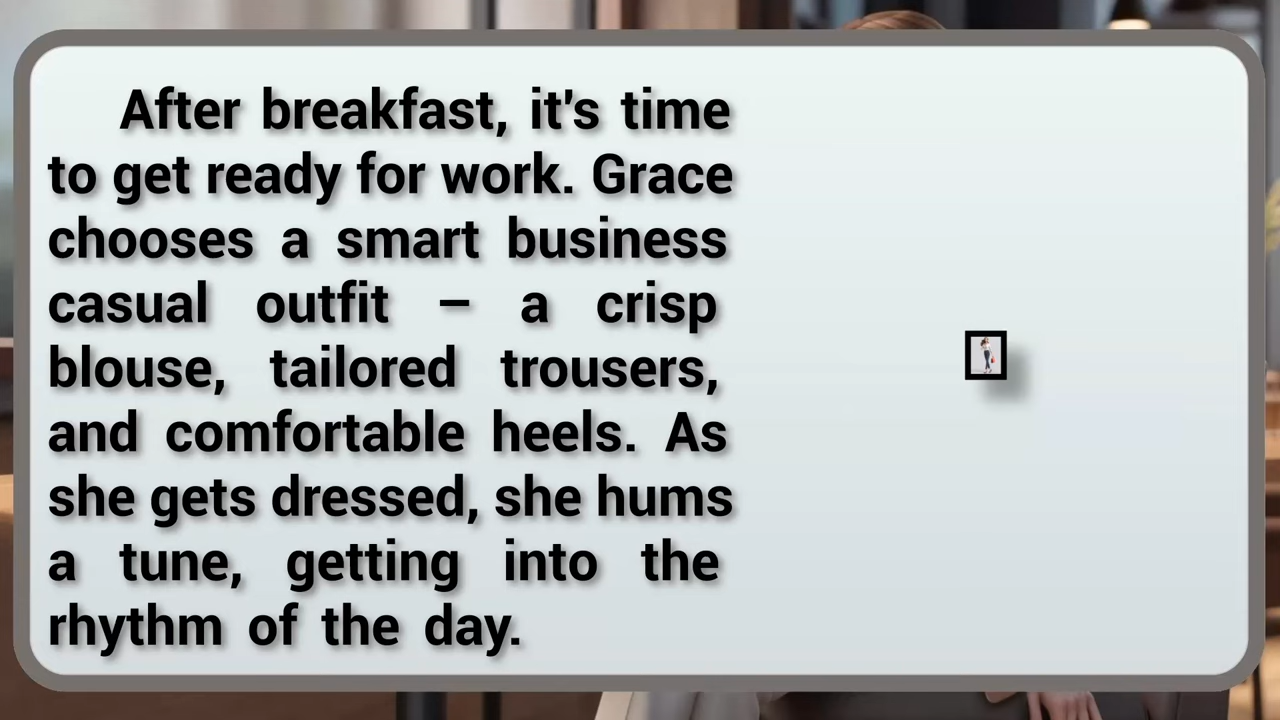 After breakfast, it's time
to get ready for work. Grace
chooses a smart business
casual outfit – a crisp
blouse, tailored trousers,
and comfortable heels. As
she gets dressed, she hums
a tune, getting into the
rhythm of the day.